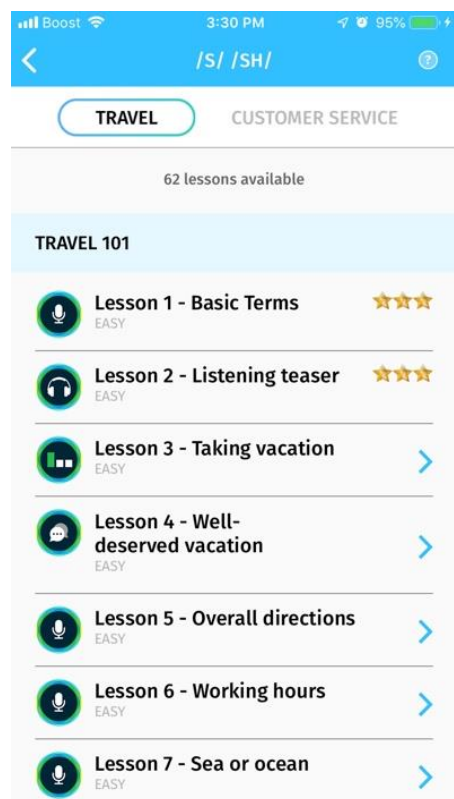 Boost 3:30 PM 95%
/S/ /SH/
TRAVEL CUSTOMER SERVICE
62 lessons available
TRAVEL 101
Lesson 1 - Basic Terms
EASY
Lesson 2 - Listening teaser
EASY
Lesson 3 - Taking vacation
EASY
Lesson 4 - Well-
deserved vacation
EASY
Lesson 5 - Overall directions
EASY
Lesson 6 - Working hours
EASY
Lesson 7 - Sea or ocean
EASY